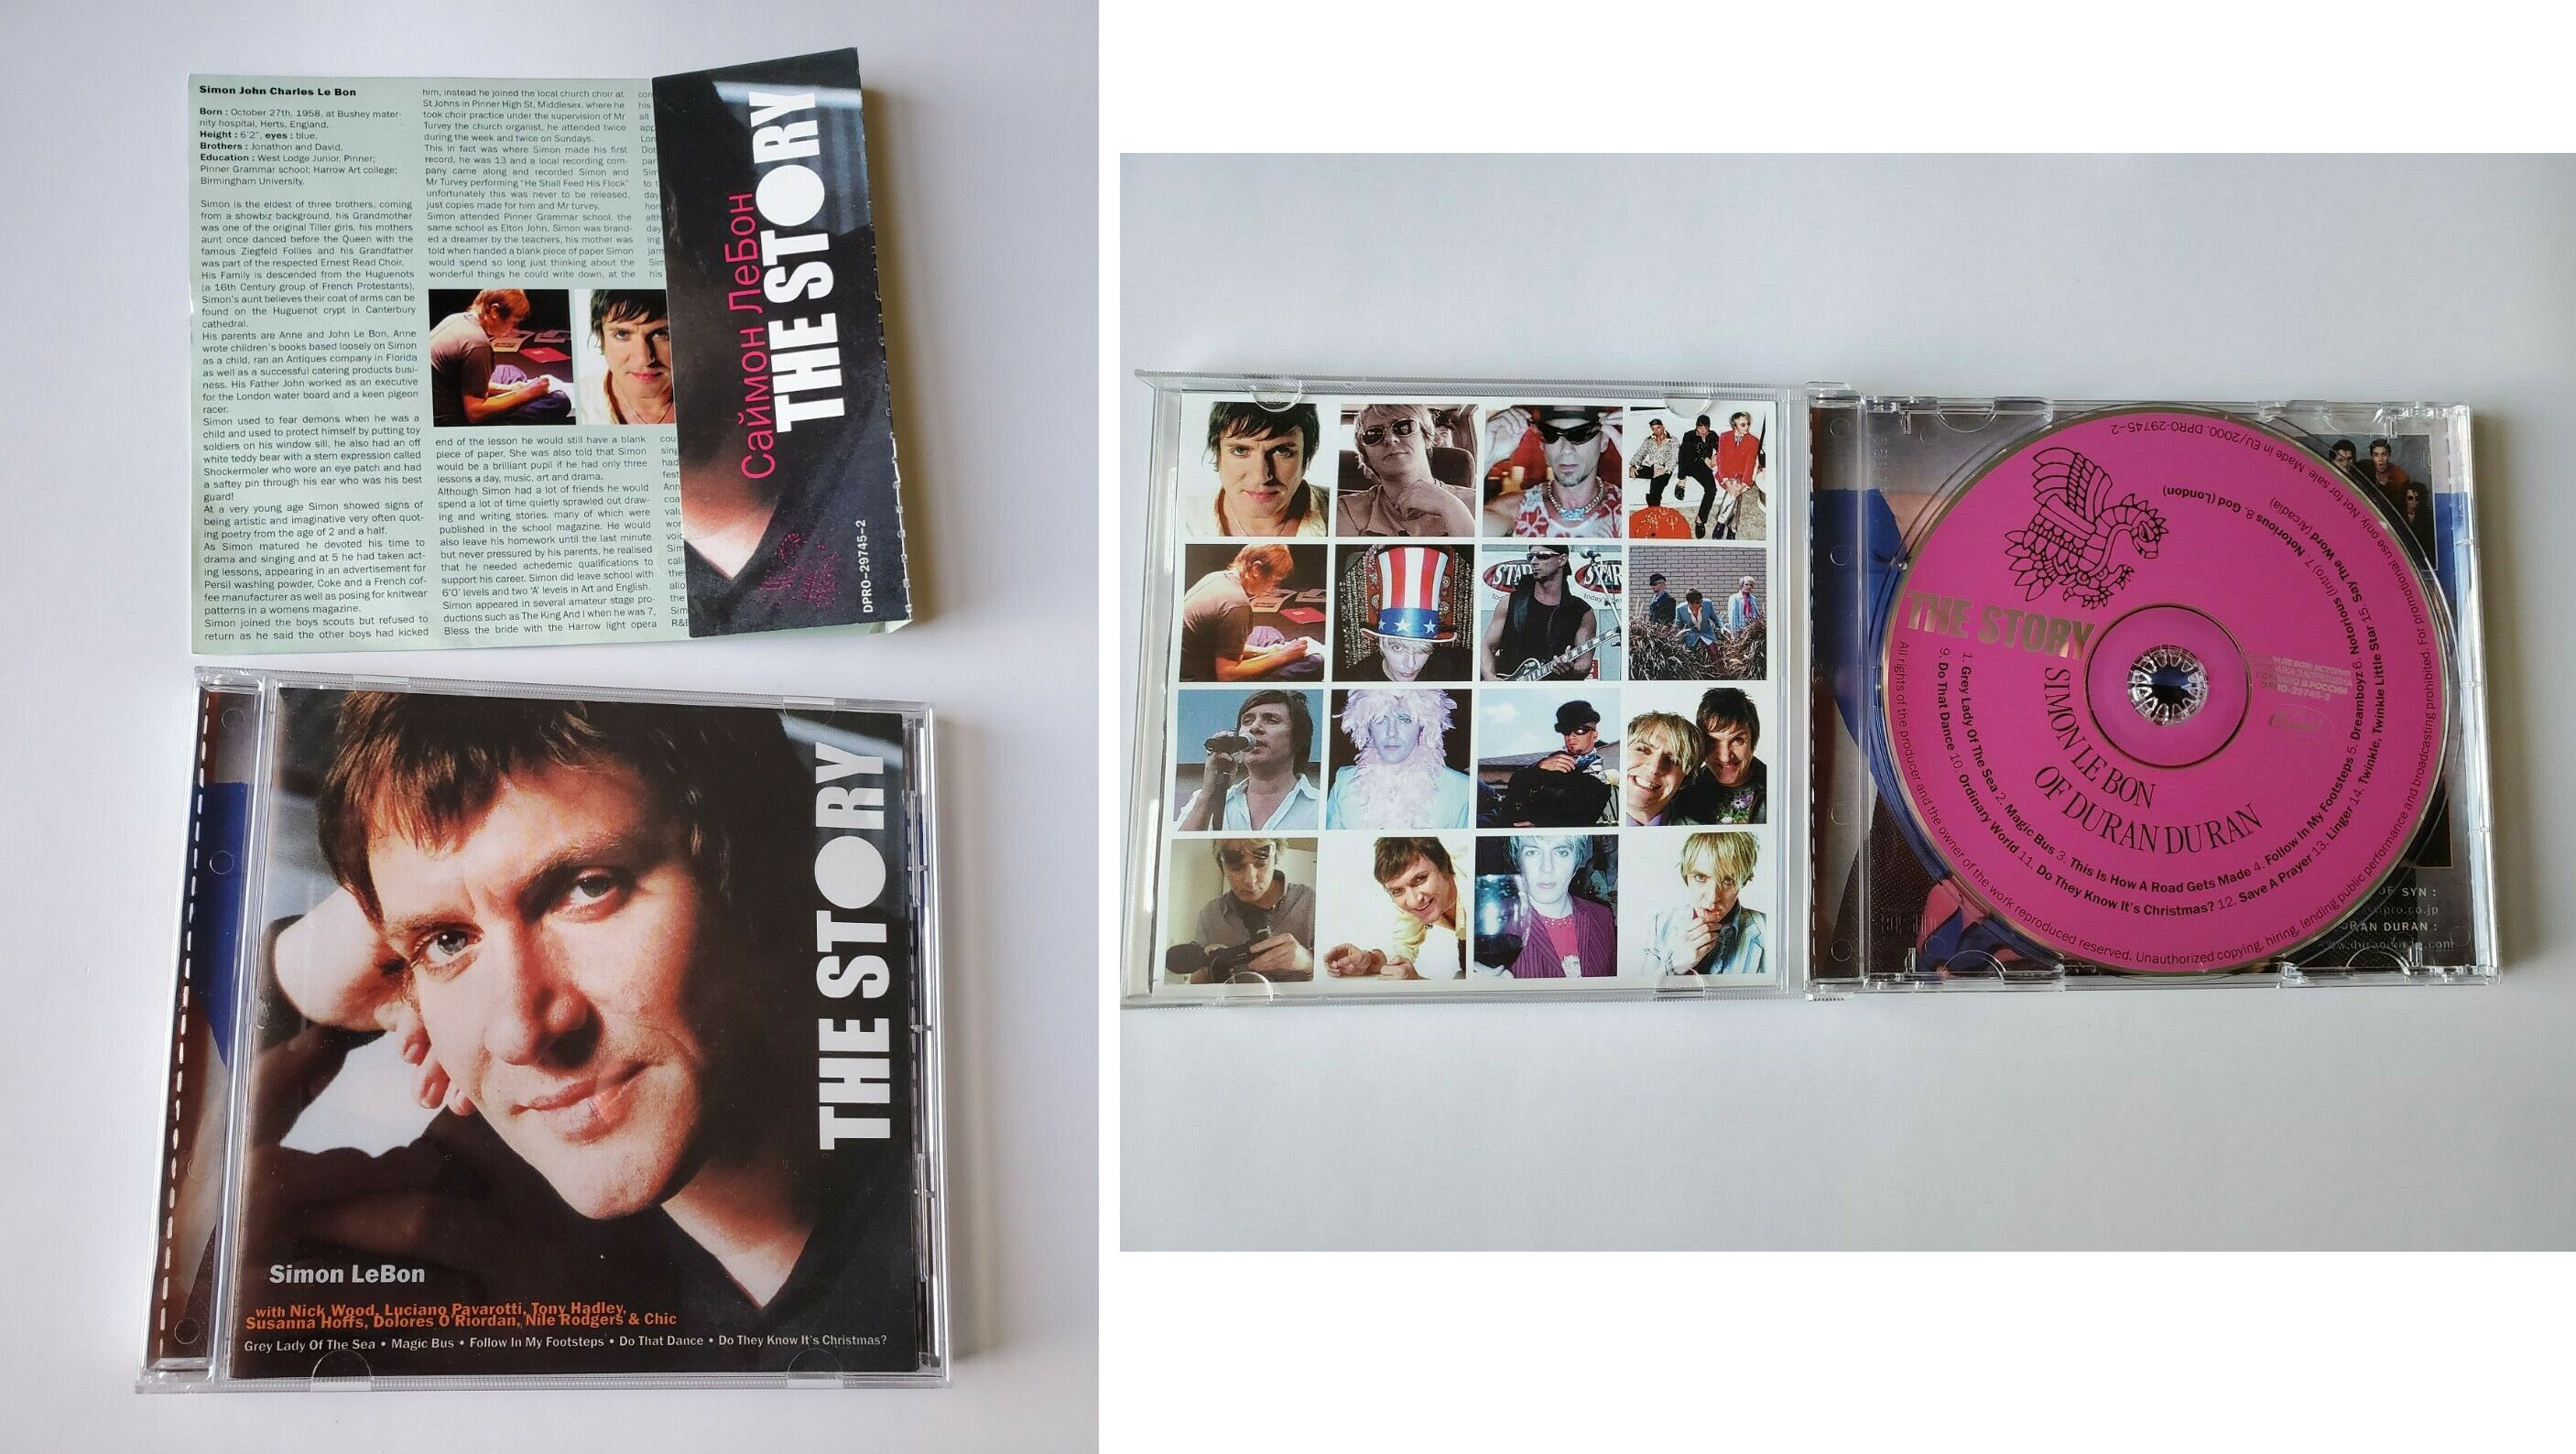 Simon John Charles Le Bon
Born : October 27th, 1958, at Bushey mater-
nity hospital, Herts, England.
Height : 6'2", eyes : blue.
Brothers : Jonathon and David.
Education : West Lodge Junior, Pinner;
Pinner Grammar school; Harrow Art college;
Birmingham University.
Simon is the eldest of three brothers, coming
from a showbiz background, his Grandmother
was one of the original Tiller girls, his mothers
aunt once danced before the Queen with the
famous Ziegfeld Follies and his Grandfather
was part of the respected Ernest Read Choir.
His Family is descended from the Huguenots
(a 16th Century group of French Protestants),
Simon's aunt believes their coat of arms can be
found on the Huguenot crypt in Canterbury
cathedral.
His parents are Anne and John Le Bon, Anne
wrote children's books based loosely on Simon
as a child, ran an Antiques company in Florida
as well as a successful catering products busi-
ness. His Father John worked as an executive
for the London water board and a keen pigeon
racer.
Simon used to fear demons when he was a
child and used to protect himself by putting toy
soldiers on his window sill, he also had an off
white teddy bear with a stern expression called
Shockermoler who wore an eye patch and had
a saftey pin through his ear who was his best
guard!
At a very young age Simon showed signs of
being artistic and imaginative very often quot-
ing poetry from the age of 2 and a half.
As Simon matured he devoted his time to
drama and singing and at 5 he had taken act-
ing lessons, appearing in an advertisement for
Persil washing powder, Coke and a French cof-
fee manufacturer as well as posing for knitwear
patterns in a womens magazine.
Simon joined the boys scouts but refused to
return as he said the other boys had kicked
him, instead he joined the local church choir at
St Johns in Pinner High St, Middlesex, where he
took choir practice under the supervision of Mr
Turvey the church organist, he attended twice
during the week and twice on Sundays.
This in fact was where Simon made his first
record, he was 13 and a local recording com-
pany came along and recorded Simon and
Mr Turvey performing "He Shall Feed His Flock"
unfortunately this was never to be released,
just copies made for him and Mr turvey.
Simon attended Pinner Grammar school, the
same school as Elton John. Simon was brand-
ed a dreamer by the teachers, his mother was
told when handed a blank piece of paper Simon
would spend so long just thinking about the
wonderful things he could write down, at the
end of the lesson he would still have a blank
piece of paper, She was also told that Simon
would be a brilliant pupil if he had only three
lessons a day, music, art and drama.
Although Simon had a lot of friends he would
spend a lot of time quietly sprawled out draw-
ing and writing stories. many of which were
published in the school magazine. He would
also leave his homework until the last minute
but never pressured by his parents, he realised
that he needed achedemic qualifications to
support his career. Simon did leave school with
6'O' levels and two 'A' levels in Art and English.
Simon appeared in several amateur stage pro-
ductions such as The King And I when he was 7,
Bless the bride with the Harrow light opera
Саймон ЛеБон
THE STORY
DPRO-29745-2
THE STORY
Simon LeBon
with Nick Wood, Luciano Pavarotti, Tony Hadley,
Susanna Hoffs, Dolores O'Riordan, Nile Rodgers & Chic
Grey Lady Of The Sea • Magic Bus • Follow In My Footsteps • Do That Dance • Do They Know It's Christmas?
THE STORY
SIMON LE BON
OF DURAN DURAN
1. Grey Lady Of The Sea 2. Magic Bus 3. This Is How A Road Gets Made 4. Follow In My Footsteps 5. Dreamboyz 6. Notorious (Intro) 7. Notorious 8. God (London)
9. Do That Dance 10. Ordinary World 11. Do They Know It's Christmas? 12. Save A Prayer 13. Linger 14. Twinkle, Twinkle Little Star 15. Say The Word (Arcadia)
All rights of the producer and the owner of the work reproduced reserved. Unauthorized copying, hiring, lending public performance and broadcasting prohibited. For promotional use only. Not for sale. Made in EU/2000. DPRO-29745-2
SYN :
DURAN :